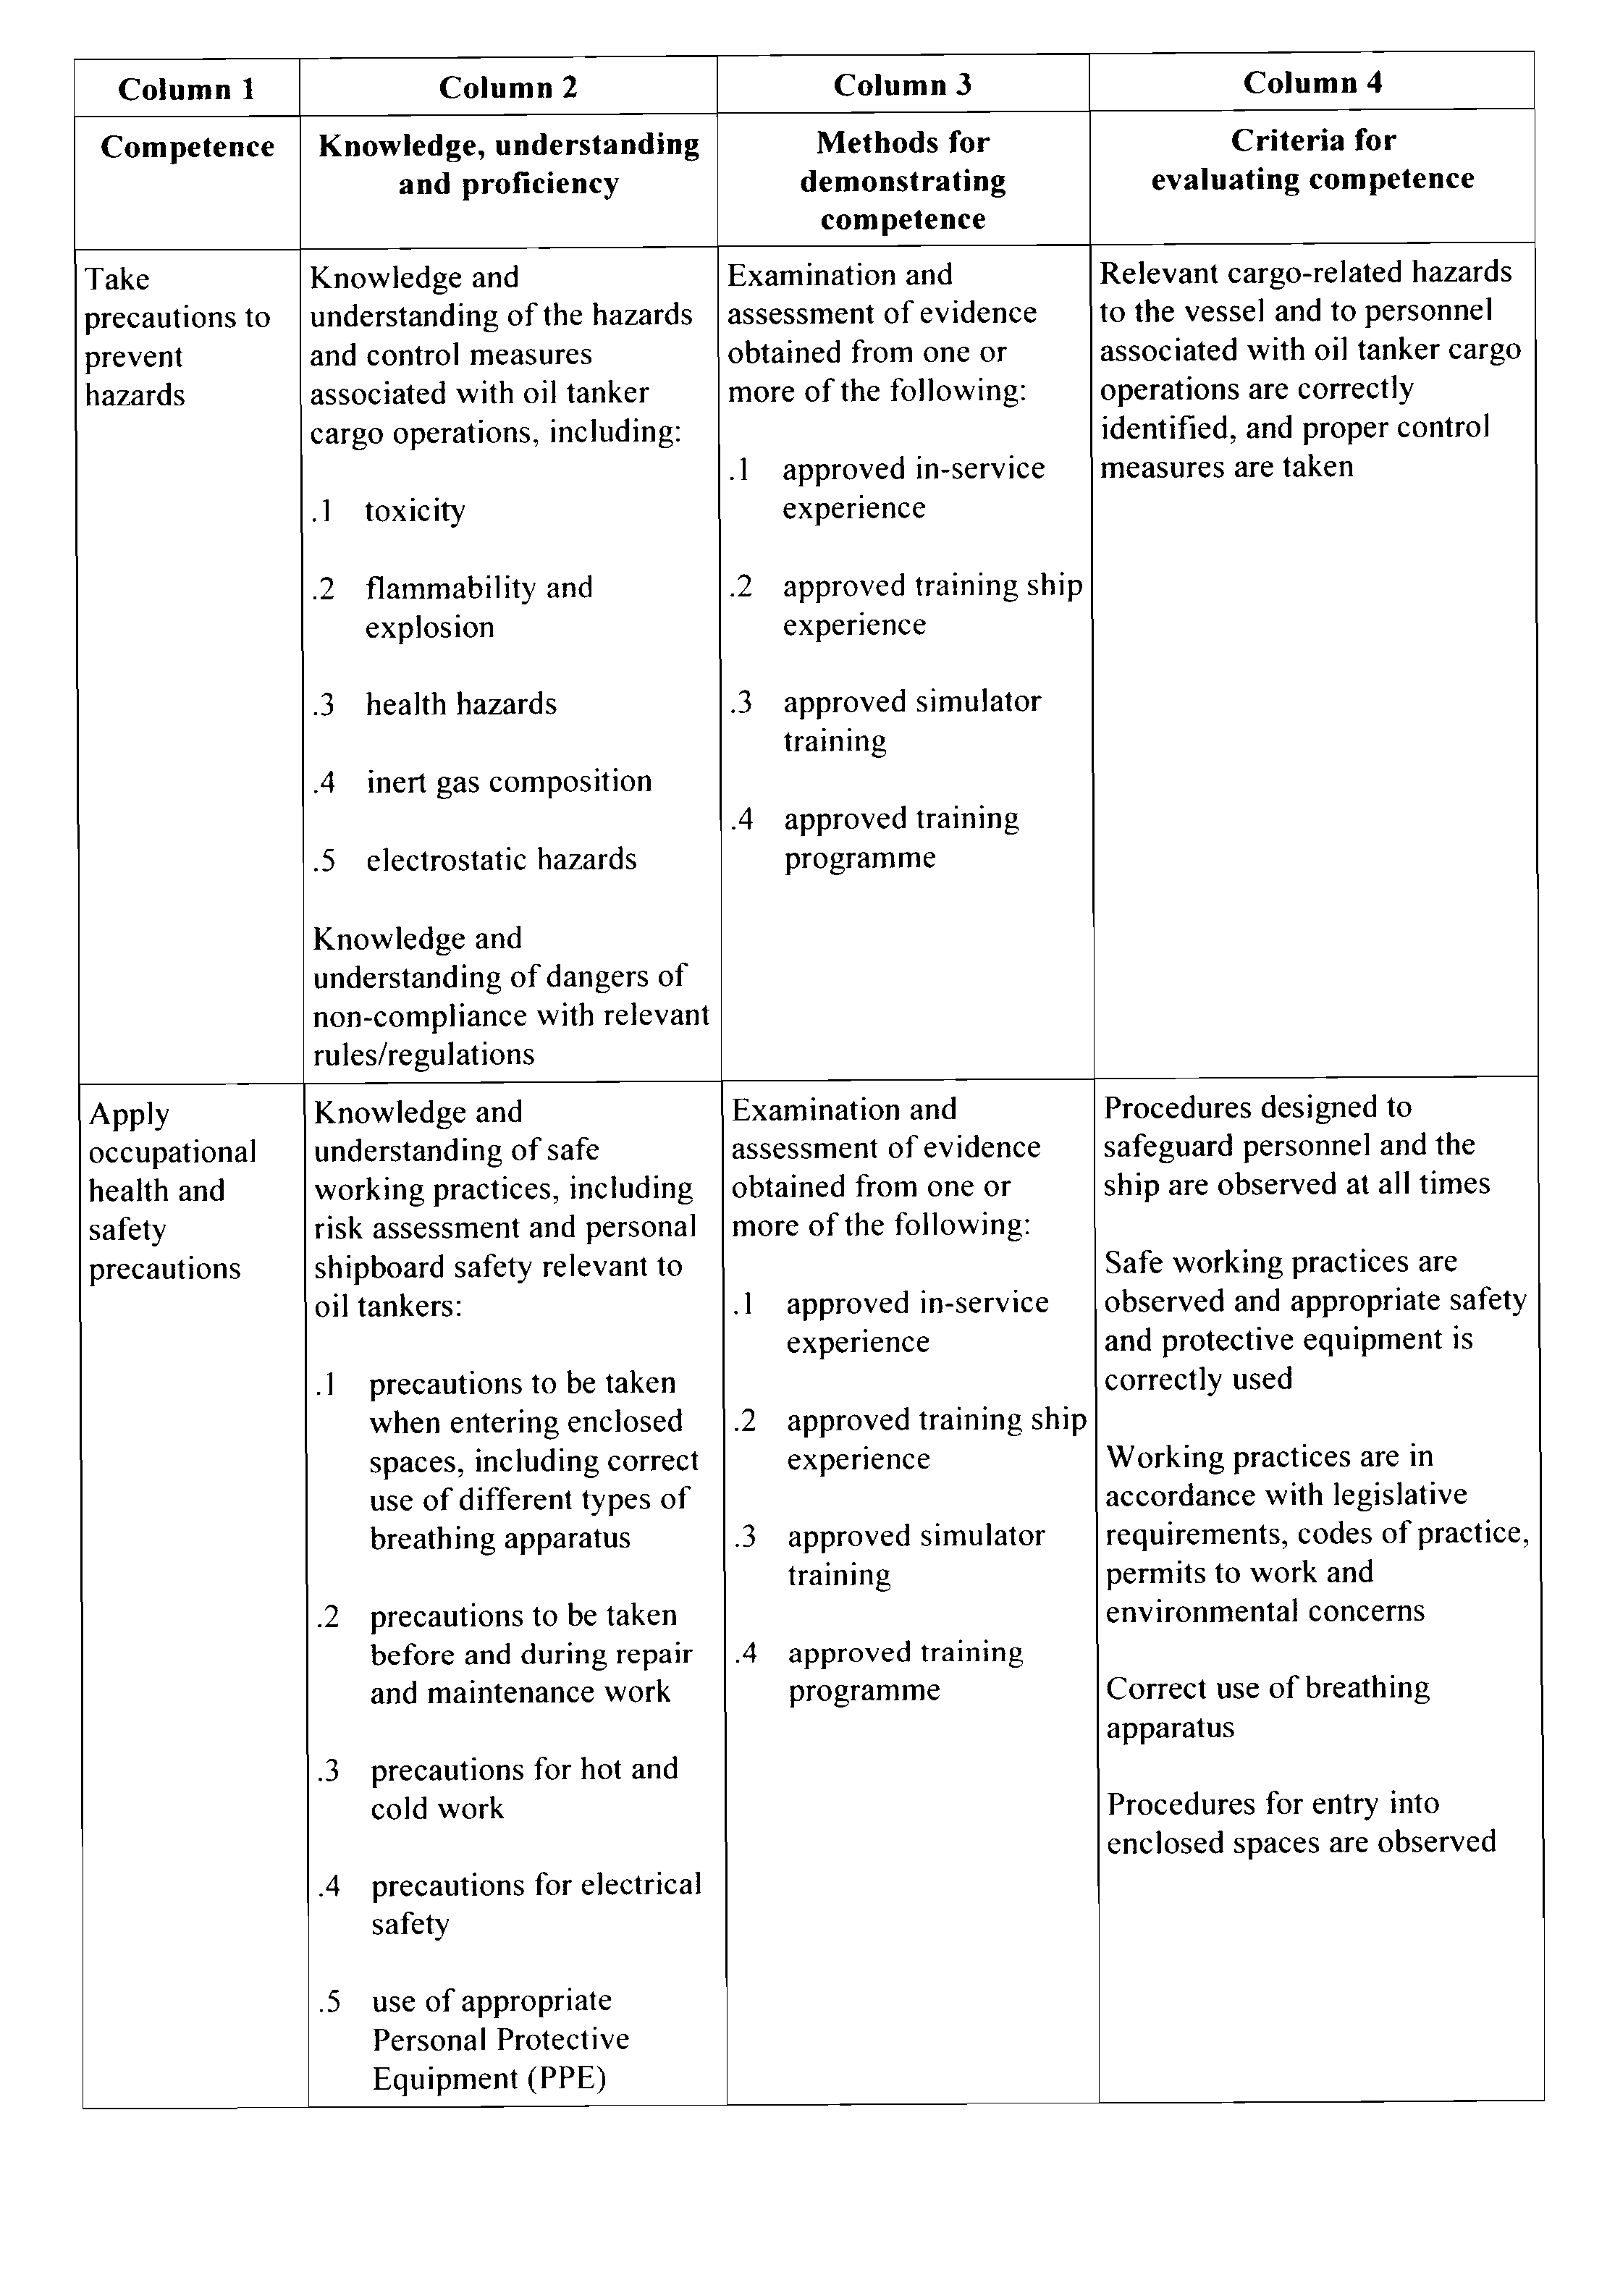 Column 1
Column 2
Column 3
Column 4
Competence
Knowledge, understanding
and proficiency
Methods for
demonstrating
competence
Criteria for
evaluating competence
Take
precautions to
prevent
hazards
Knowledge and
understanding of the hazards
and control measures
associated with oil tanker
cargo operations, including:
.1 toxicity
.2 flammability and
explosion
.3 health hazards
.4 inert gas composition
.5 electrostatic hazards
Knowledge and
understanding of dangers of
non-compliance with relevant
rules/regulations
Examination and
assessment of evidence
obtained from one or
more of the following:
.1 approved in-service
experience
.2 approved training ship
experience
.3 approved simulator
training
.4 approved training
programme
Relevant cargo-related hazards
to the vessel and to personnel
associated with oil tanker cargo
operations are correctly
identified, and proper control
measures are taken
Apply
occupational
health and
safety
precautions
Knowledge and
understanding of safe
working practices, including
risk assessment and personal
shipboard safety relevant to
oil tankers:
.1 precautions to be taken
when entering enclosed
spaces, including correct
use of different types of
breathing apparatus
.2 precautions to be taken
before and during repair
and maintenance work
.3 precautions for hot and
cold work
.4 precautions for electrical
safety
.5 use of appropriate
Personal Protective
Equipment (PPE)
Examination and
assessment of evidence
obtained from one or
more of the following:
.1 approved in-service
experience
.2 approved training ship
experience
.3 approved simulator
training
.4 approved training
programme
Procedures designed to
safeguard personnel and the
ship are observed at all times
Safe working practices are
observed and appropriate safety
and protective equipment is
correctly used
Working practices are in
accordance with legislative
requirements, codes of practice,
permits to work and
environmental concerns
Correct use of breathing
apparatus
Procedures for entry into
enclosed spaces are observed